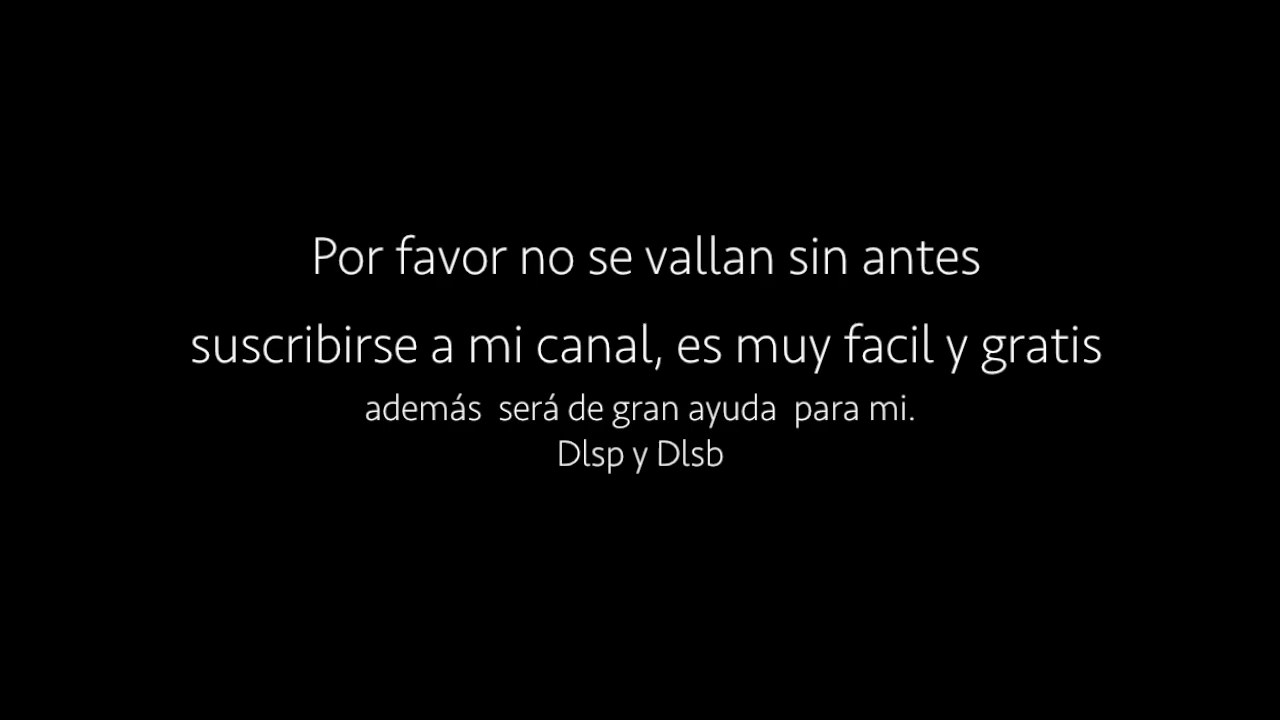 Por favor no se vallan sin antes
suscribirse a mi canal, es muy facil y gratis
además será de gran ayuda para mi.
Dlsp y Dlsb